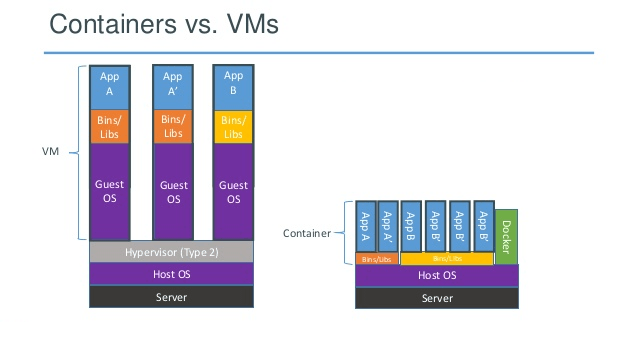 Containers vs. VMs
App
A
App
A’
App
B
Bins/
Libs
Bins/
Libs
Bins/
Libs
VM
Guest
OS
Guest
OS
Guest
OS
Hypervisor (Type 2)
Host OS
Server
Container
App A
App A’
App B
App B’
App B’
App B’
Docker
Bins/Libs
Bins/Libs
Host OS
Server